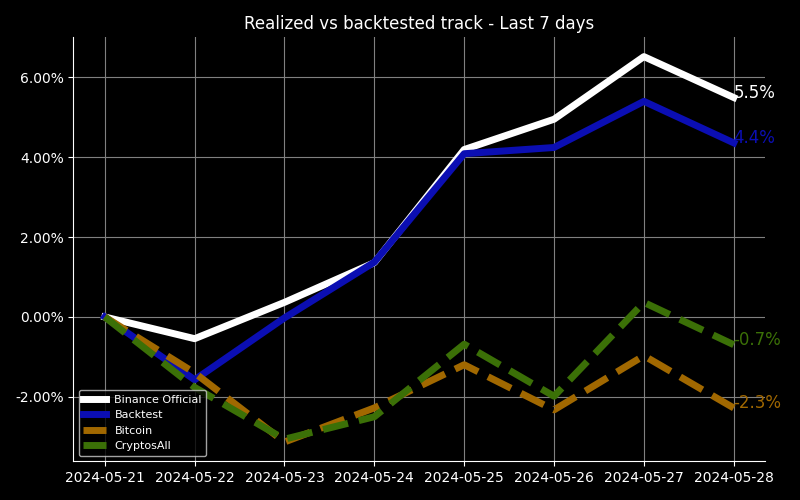 Realized vs backtested track - Last 7 days
6.00%
4.00%
2.00%
0.00%
-2.00%
5.5%
4.4%
-0.7%
-2.3%
Binance Official
Backtest
Bitcoin
CryptosAll
2024-05-21 2024-05-22 2024-05-23 2024-05-24 2024-05-25 2024-05-26 2024-05-27 2024-05-28